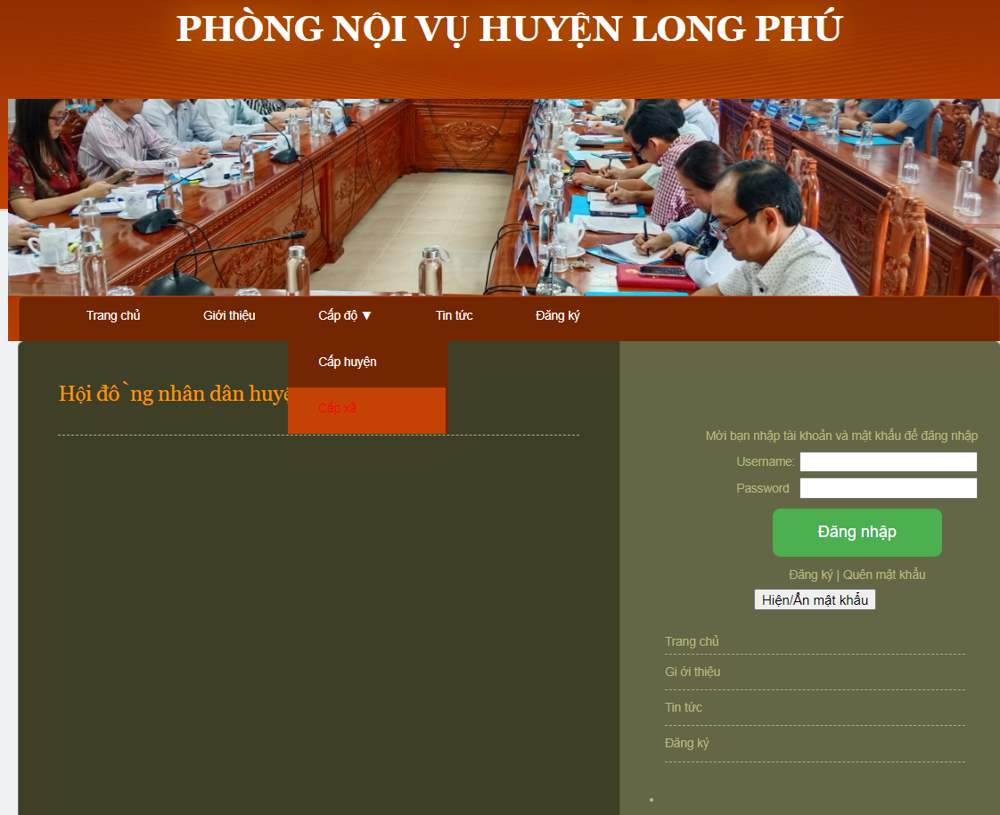 PHÒNG NỘI VỤ HUYỆN LONG PHÚ
Trang chủ Giới thiệu Cấp độ ▼ Tin tức Đăng ký
Cấp huyện
Cấp xã
Hội đồng nhân dân huyệ
Mời bạn nhập tài khoản và mật khẩu để đăng nhập
Username:
Password
Đăng nhập
Đăng ký | Quên mật khẩu
Hiện/Ẩn mật khẩu
Trang chủ
Gi ới thiệu
Tin tức
Đăng ký